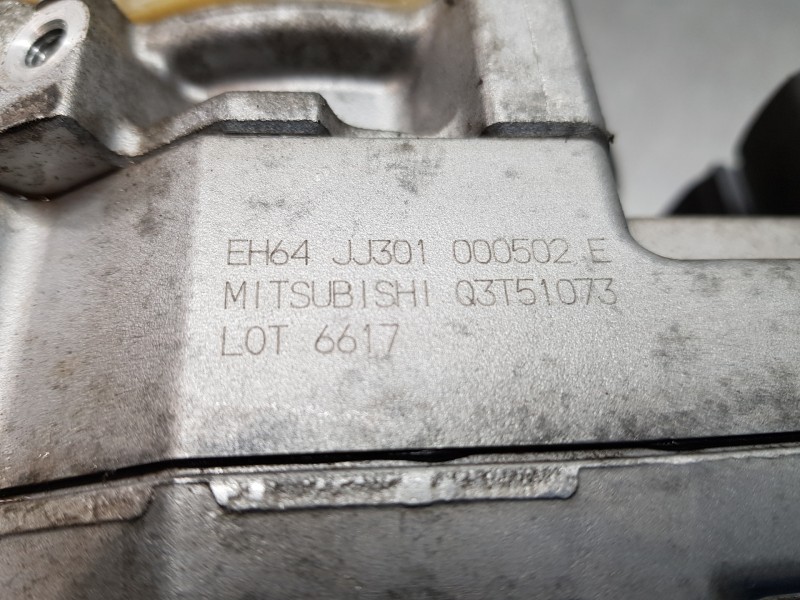 EH64 JJ301 000502 E
MITSUBISHI Q3T51073
LOT 6617